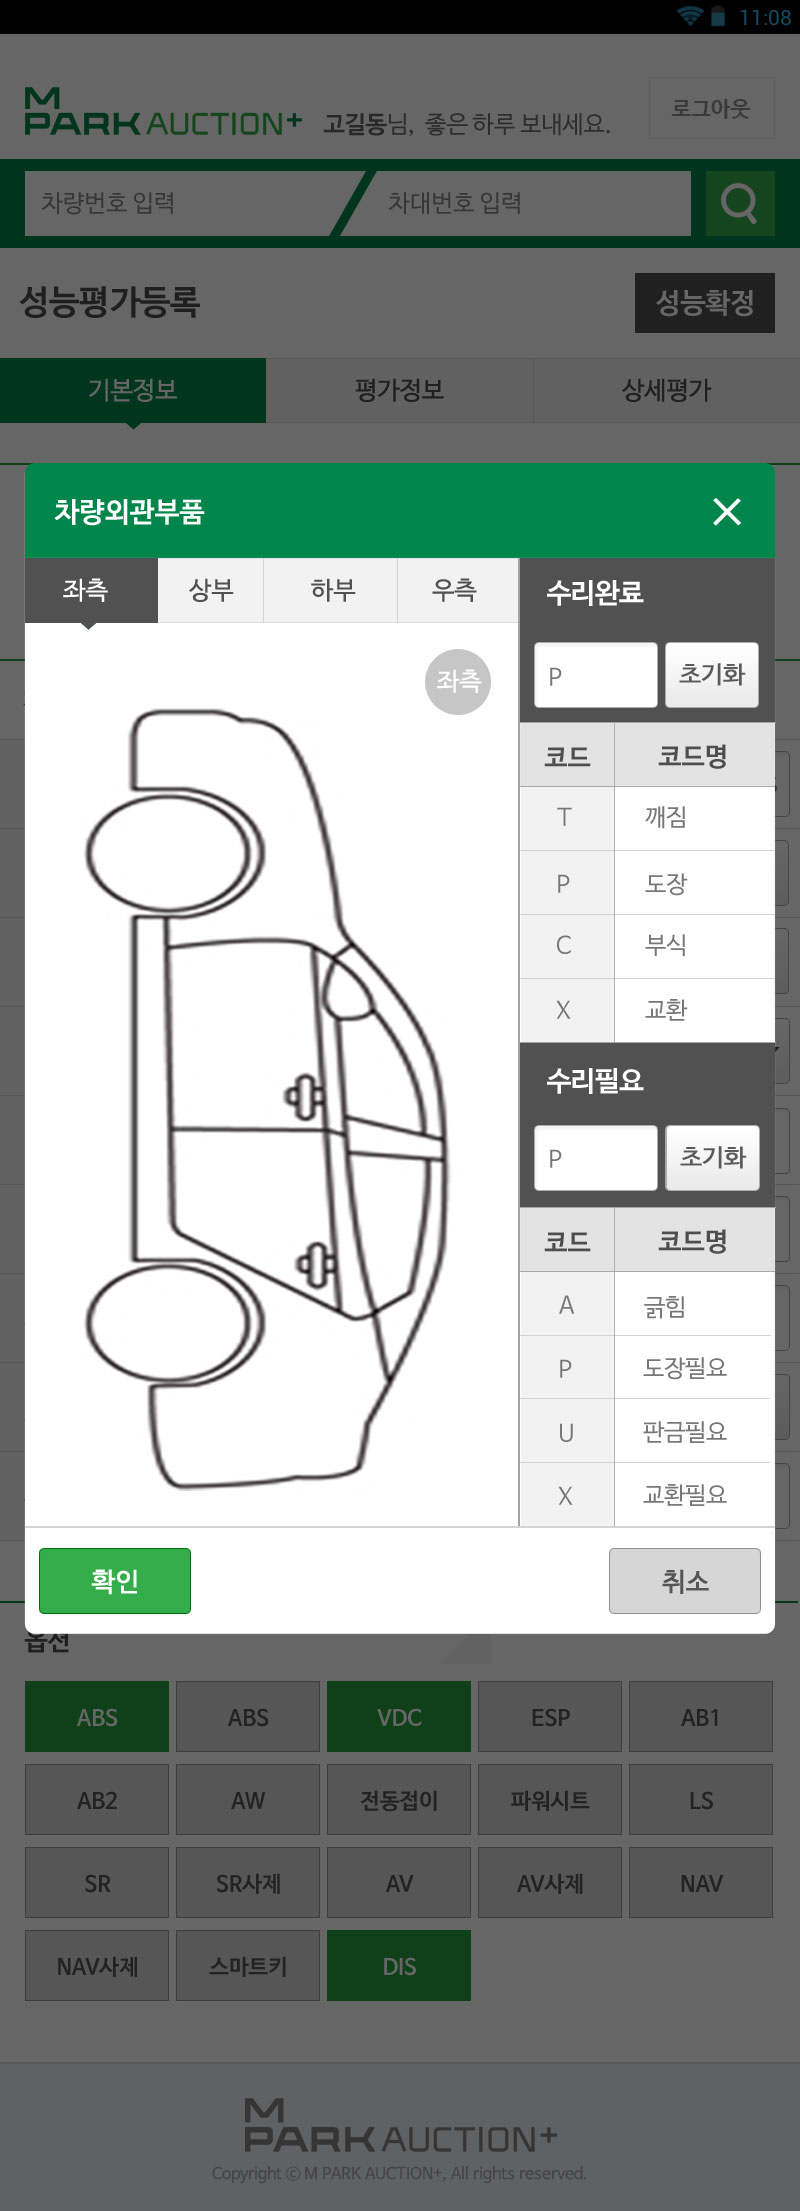 11:08
M
PARK AUCTION+ 고길동님, 좋은 하루 보내세요. 로그아웃
차량번호 입력 차대번호 입력
성능평가등록 성능확정
기본정보 평가정보 상세평가
차량외관부품
좌측 상부 하부 우측
좌측
수리완료
P 초기화
코드 코드명
T 깨짐
P 도장
C 부식
X 교환
수리필요
P 초기화
코드 코드명
A 긁힘
P 도장필요
U 판금필요
X 교환필요
확인 취소
옵션
ABS ABS VDC ESP AB1
AB2 AW 전동접이 파워시트 LS
SR SR사제 AV AV사제 NAV
NAV사제 스마트키 DIS
M
PARK AUCTION+
Copyright ⓒ M PARK AUCTION+, All rights reserved.